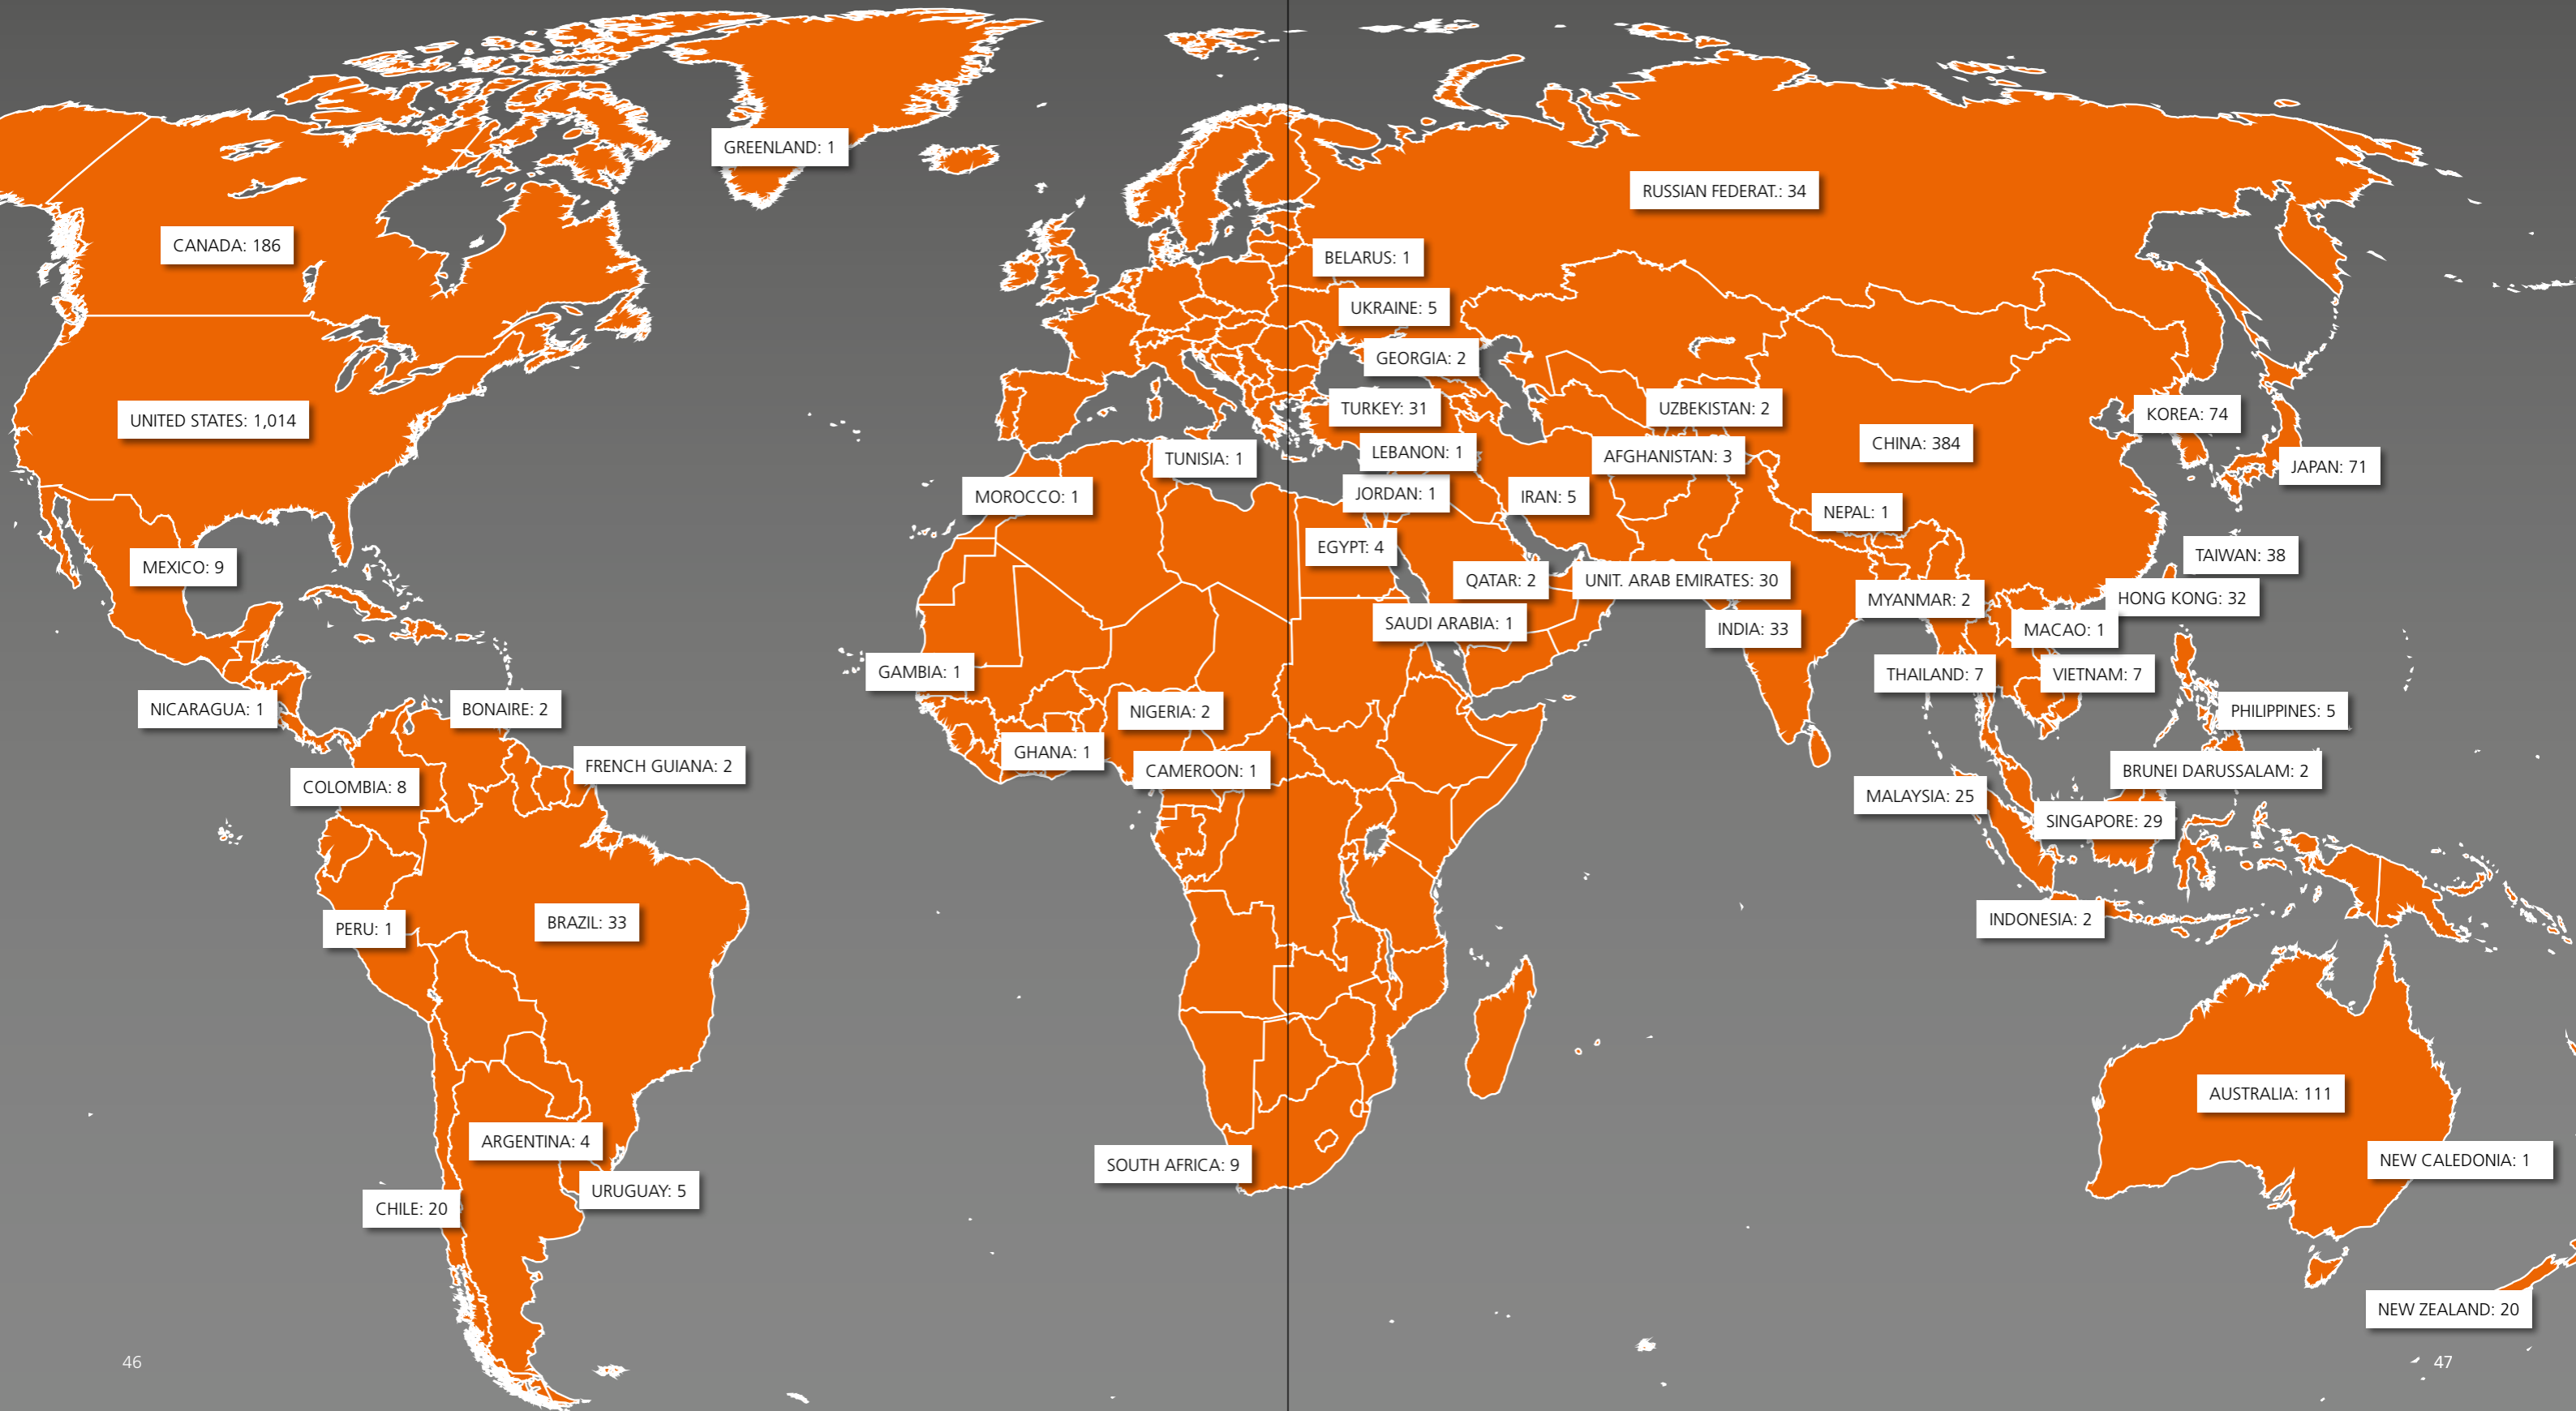 GREENLAND: 1
CANADA: 186
UNITED STATES: 1,014
MEXICO: 9
NICARAGUA: 1
BONAIRE: 2
FRENCH GUIANA: 2
COLOMBIA: 8
PERU: 1
BRAZIL: 33
ARGENTINA: 4
URUGUAY: 5
CHILE: 20
TUNISIA: 1
MOROCCO: 1
GAMBIA: 1
NIGERIA: 2
GHANA: 1
CAMEROON: 1
SOUTH AFRICA: 9
46
RUSSIAN FEDERAT.: 34
BELARUS: 1
UKRAINE: 5
GEORGIA: 2
TURKEY: 31
UZBEKISTAN: 2
KOREA: 74
CHINA: 384
LEBANON: 1
AFGHANISTAN: 3
JAPAN: 71
JORDAN: 1
IRAN: 5
NEPAL: 1
EGYPT: 4
TAIWAN: 38
QATAR: 2
UNIT. ARAB EMIRATES: 30
MYANMAR: 2
HONG KONG: 32
SAUDI ARABIA: 1
INDIA: 33
MACAO: 1
THAILAND: 7
VIETNAM: 7
PHILIPPINES: 5
BRUNEI DARUSSALAM: 2
MALAYSIA: 25
SINGAPORE: 29
INDONESIA: 2
AUSTRALIA: 111
NEW CALEDONIA: 1
NEW ZEALAND: 20
47